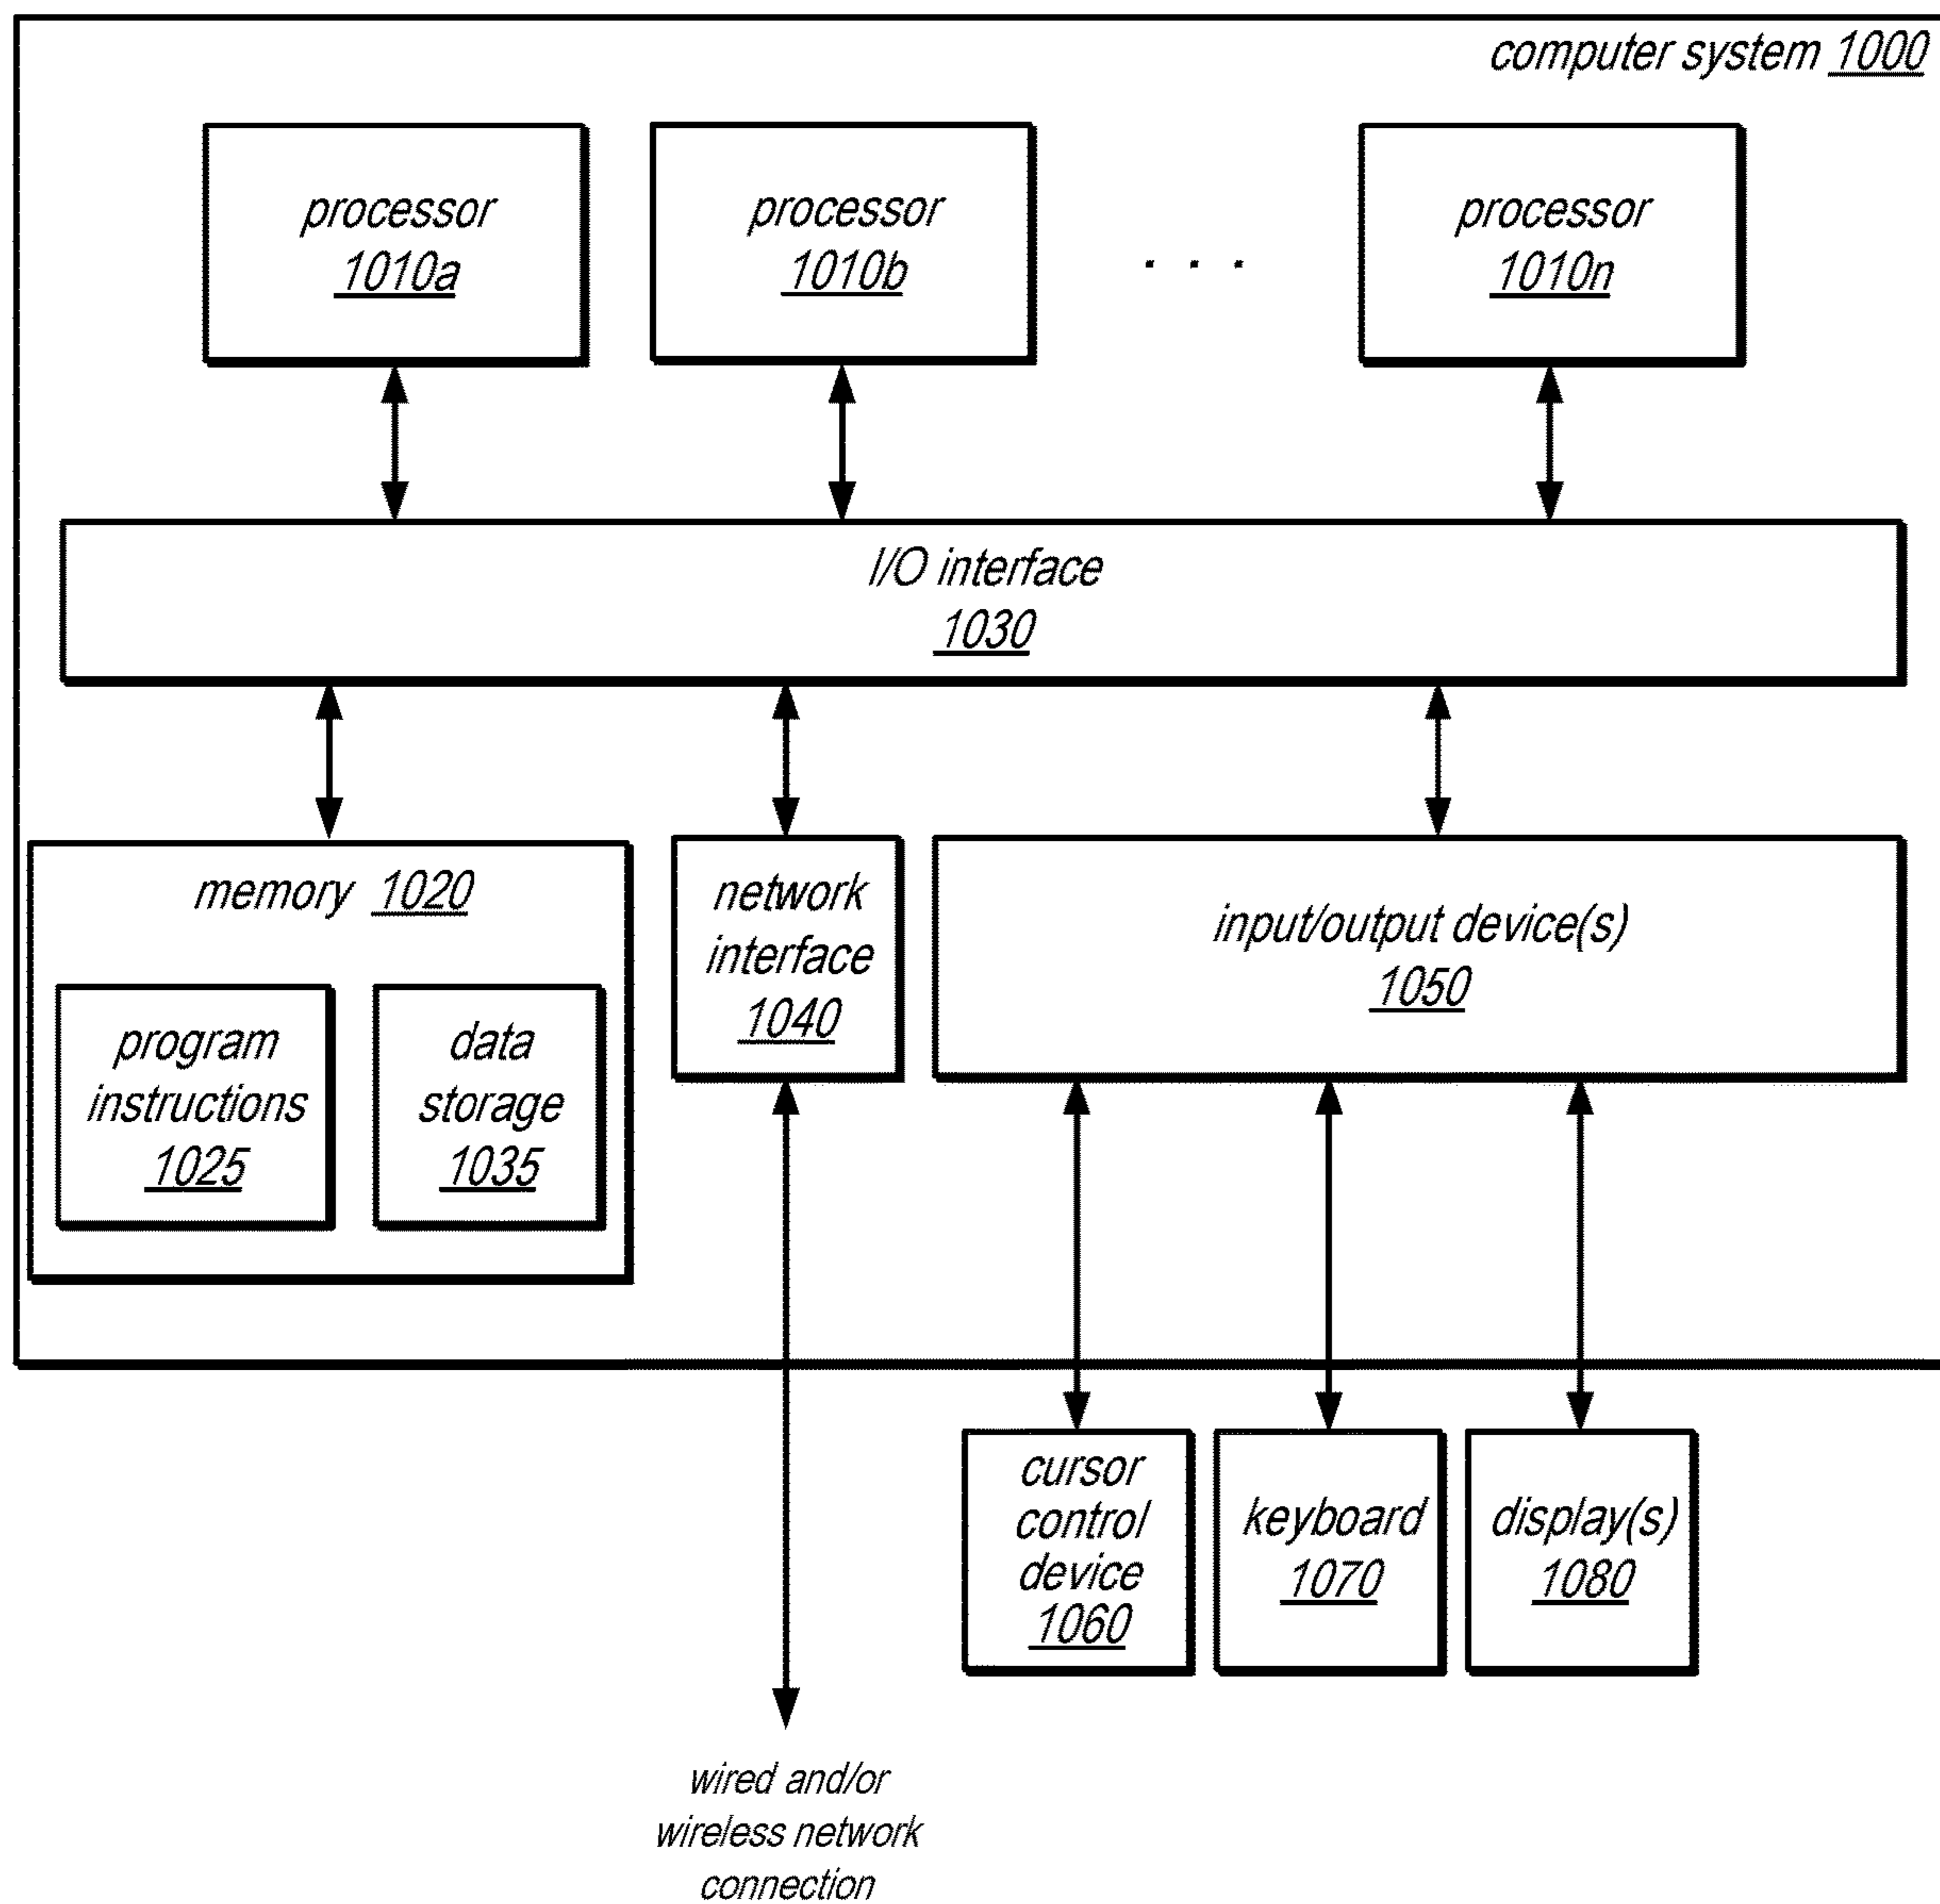 computer system 1000
processor
1010a
processor
1010b
. . .
processor
1010n
I/O interface
1030
memory 1020
program
instructions
1025
data
storage
1035
network
interface
1040
input/output device(s)
1050
cursor
control
device
1060
keyboard
1070
display(s)
1080
wired and/or
wireless network
connection